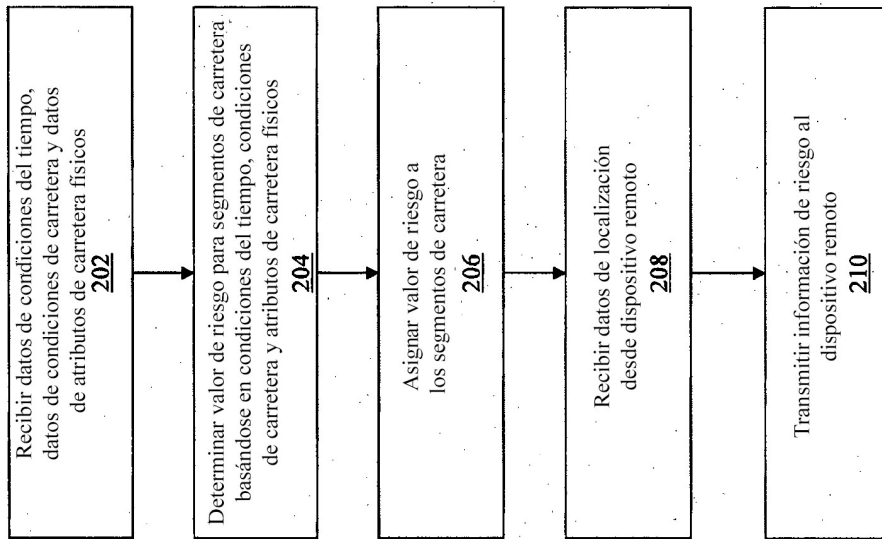 Recibir datos de condiciones del tiempo,
datos de condiciones de carretera y datos
de atributos de carretera físicos
202
Determinar valor de riesgo para segmentos de carretera
basándose en condiciones del tiempo, condiciones
de carretera y atributos de carretera físicos
204
Asignar valor de riesgo a
los segmentos de carretera
206
Recibir datos de localización
desde dispositivo remoto
208
Transmitir información de riesgo al
dispositivo remoto
210